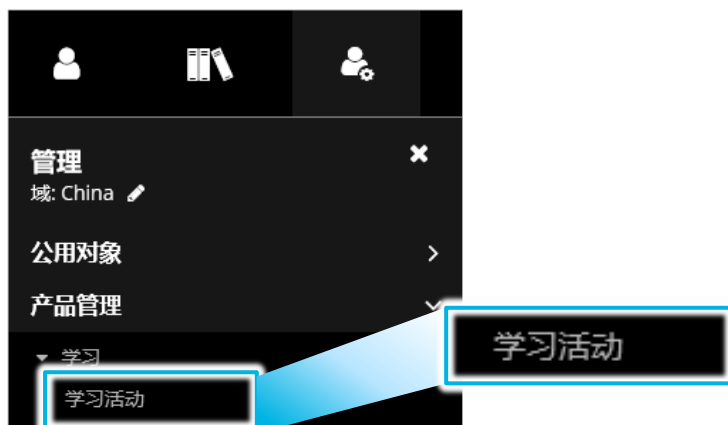 管理
域: China
公用对象
产品管理
学习
学习活动
学习活动